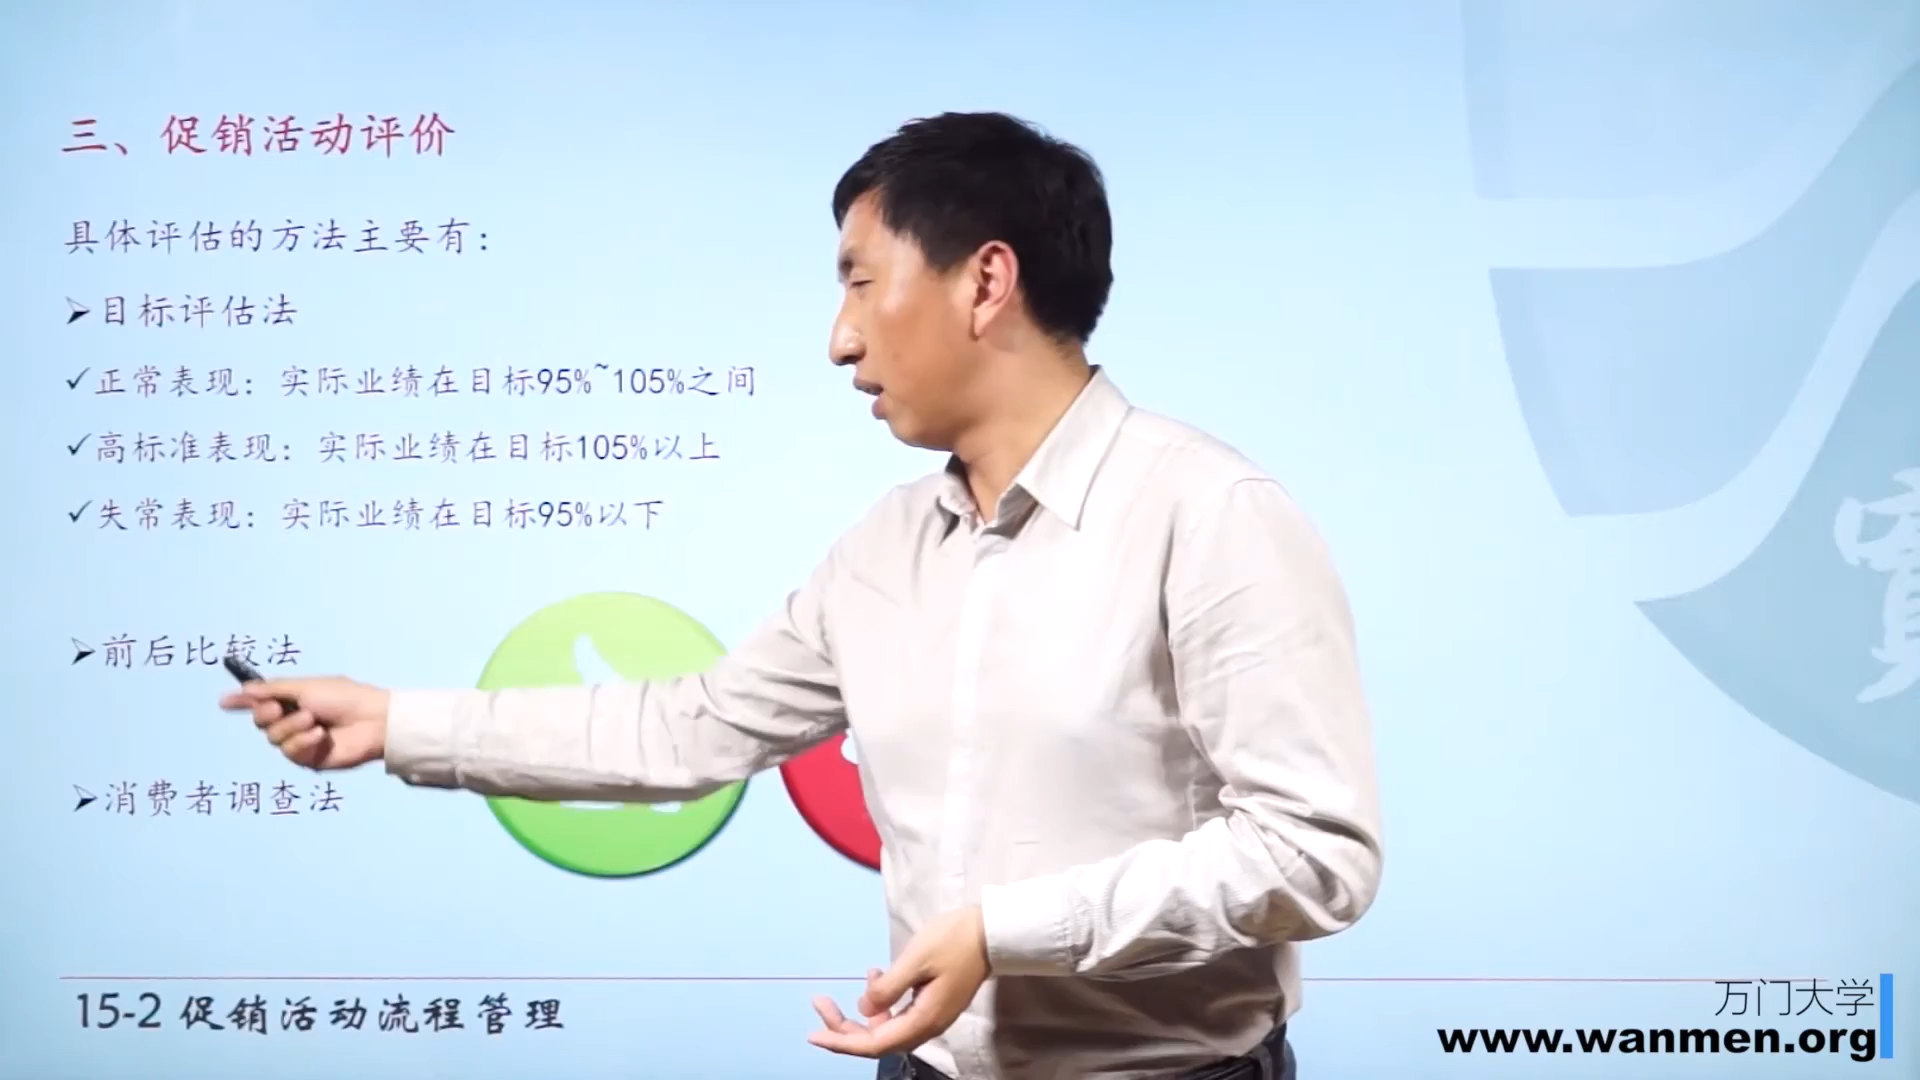 三、促销活动评价
具体评估的方法主要有：
➢目标评估法
✓正常表现：实际业绩在目标95%~105%之间
✓高标准表现：实际业绩在目标105%以上
✓失常表现：实际业绩在目标95%以下
➢前后比较法
➢消费者调查法
15-2 促销活动流程管理
万门大学
www.wanmen.org